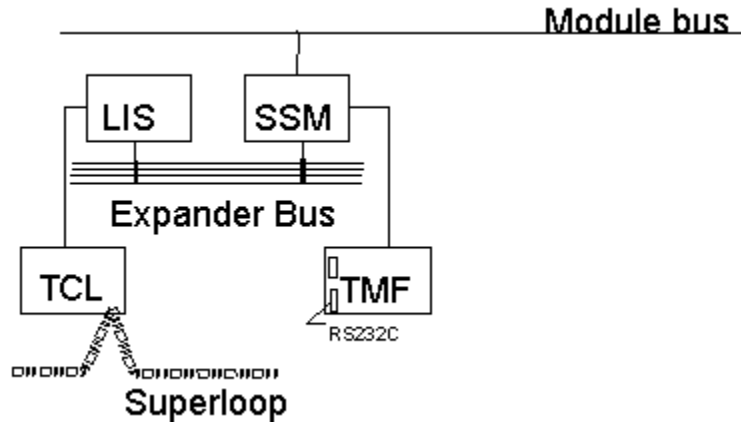 Module bus
LIS
SSM
Expander Bus
TCL
TMF
RS232C
Superloop